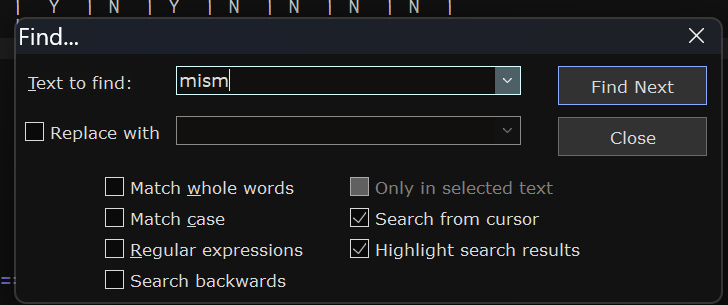 | Y | N | Y | N | N | N | N |
Find...
Text to find: mism
Find Next
Replace with
Close
Match whole words
Only in selected text
Match case
Search from cursor
Regular expressions
Highlight search results
Search backwards
==